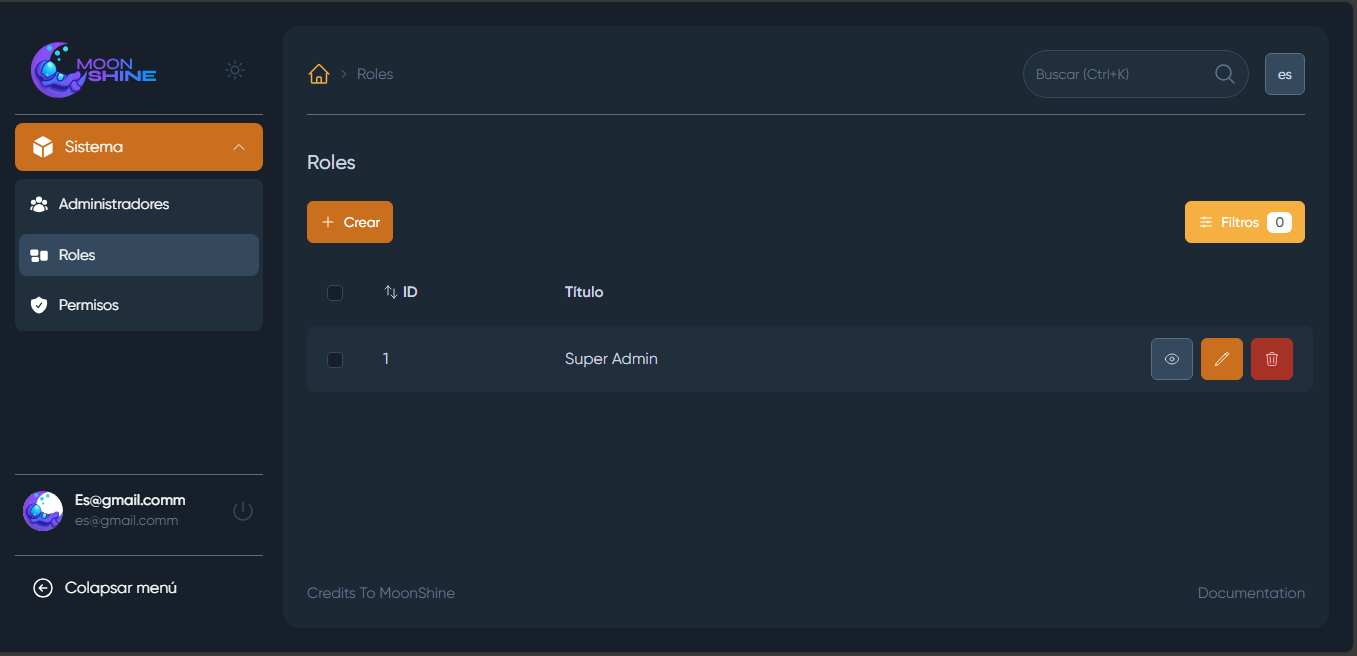 MOON
SHINE
Sistema
Administradores
Roles
Permisos
Es@gmail.comm
es@gmail.comm
Colapsar menú
Roles
Buscar (Ctrl+K)
es
Roles
Crear
Filtros 0
ID Título
1 Super Admin
Credits To MoonShine
Documentation